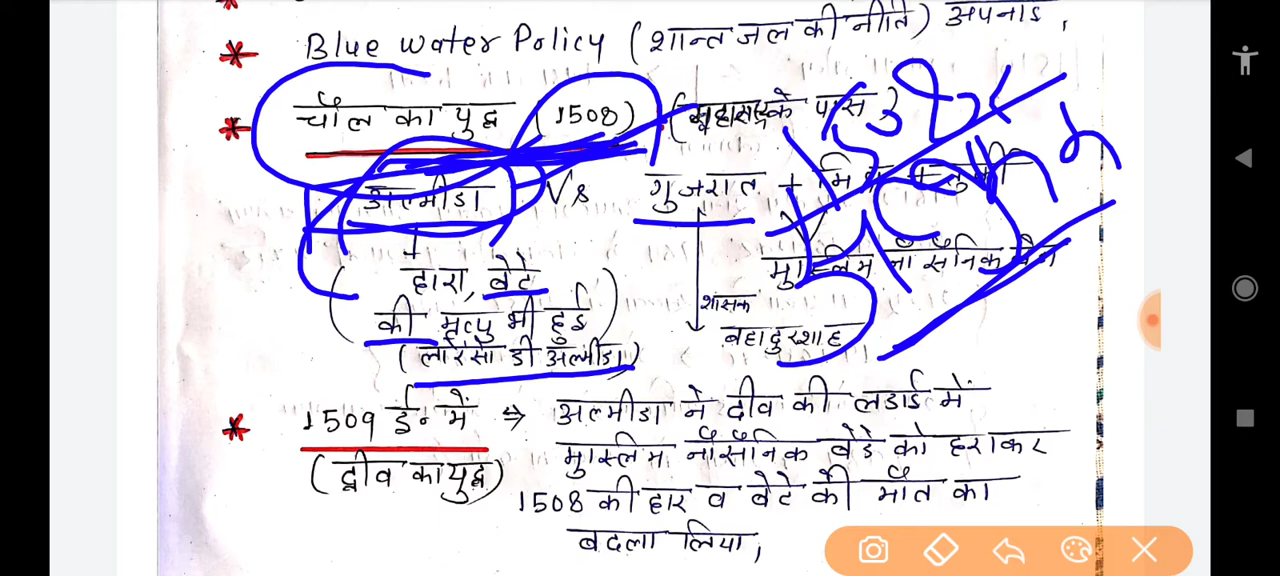 Blue water Policy (शान्त जल की नीति) अपनाई,
चौल का युद्ध (1508) (के पास)
अल्मीडा Vs गुजरात +
मुस्लिम नौसैनिक
हारा, बेटे
की मृत्यु भी हुई
शासक
बहादुरशाह
(लोरेंसो डी अल्मीडा)
1509 ई॰ में ⇒ अल्मीडा ने दीव की लडाई में
मुस्लिम नौसैनिक बेडे को हराकर
(दीव का युद्ध)
1508 की हार व बेटे की मौत का
बदला लिया,